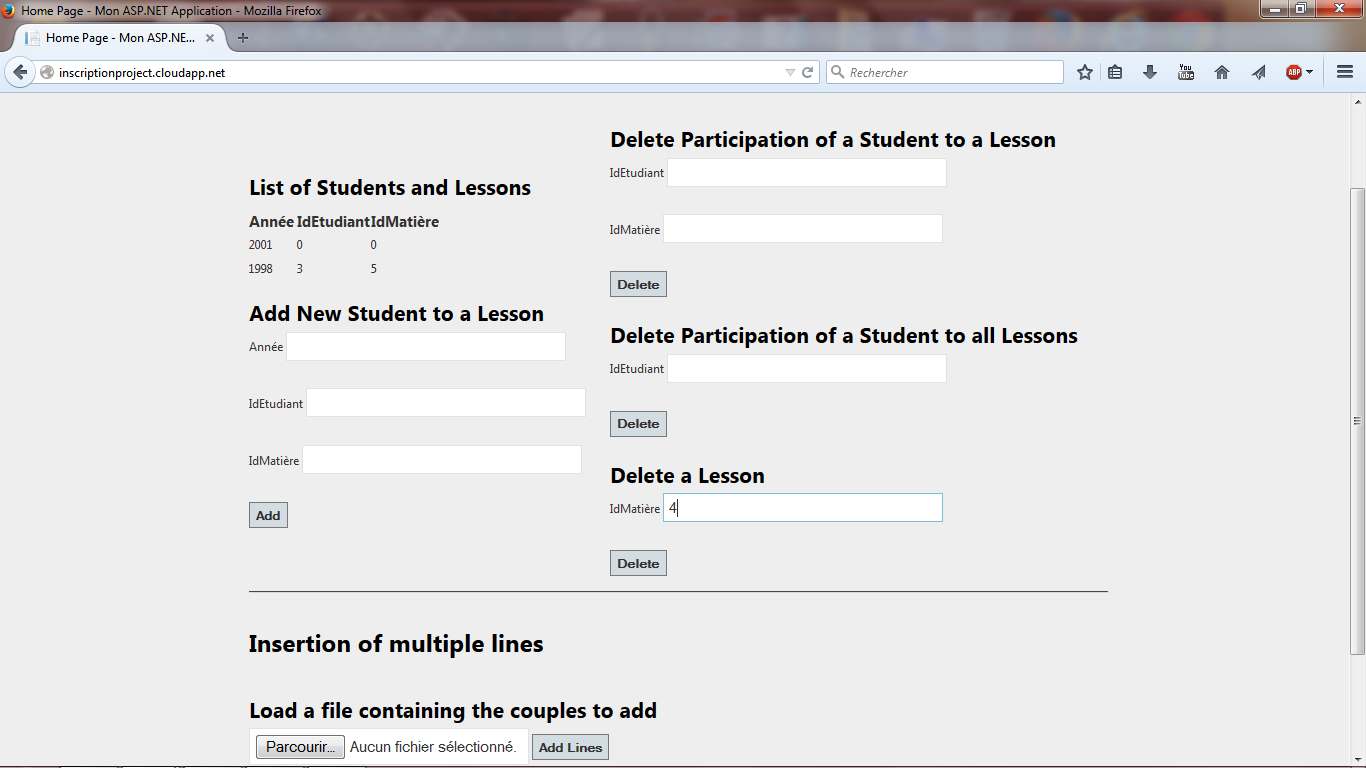 Home Page - Mon ASP.NET Application - Mozilla Firefox
Home Page - Mon ASP.NE...
inscriptionproject.cloudapp.net
Rechercher
You Tube
ABP
List of Students and Lessons
Année IdEtudiant IdMatière
2001 0 0
1998 3 5
Add New Student to a Lesson
Année
IdEtudiant
IdMatière
Add
Delete Participation of a Student to a Lesson
IdEtudiant
IdMatière
Delete
Delete Participation of a Student to all Lessons
IdEtudiant
Delete
Delete a Lesson
IdMatière 4
Delete
Insertion of multiple lines
Load a file containing the couples to add
Parcourir... Aucun fichier sélectionné. Add Lines